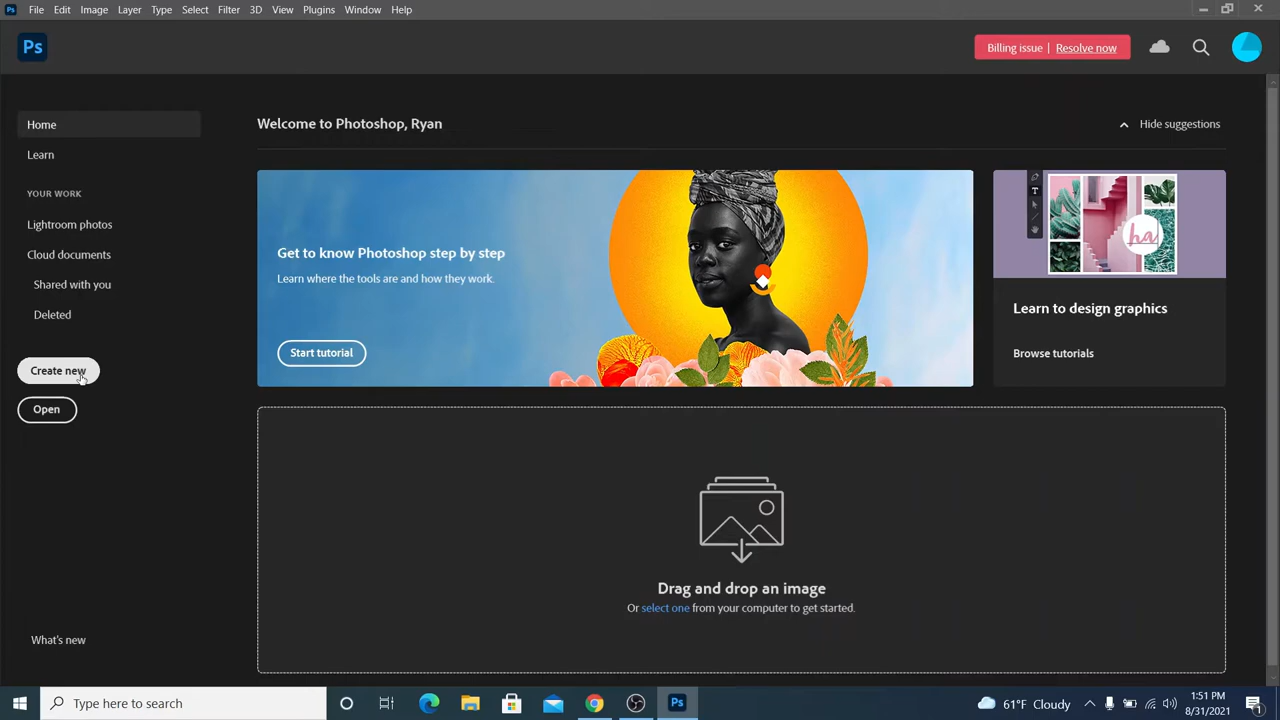 Ps File Edit Image Layer Type Select Filter 3D View Plugins Window Help
Ps
Billing issue | Resolve now
Home
Learn
YOUR WORK
Lightroom photos
Cloud documents
Shared with you
Deleted
Create new
Open
What's new
Welcome to Photoshop, Ryan
Hide suggestions
Get to know Photoshop step by step
Learn where the tools are and how they work.
Start tutorial
T
ha
Learn to design graphics
Browse tutorials
Drag and drop an image
Or select one from your computer to get started.
Type here to search
Ps
61°F Cloudy
1:51 PM
8/31/2021
1